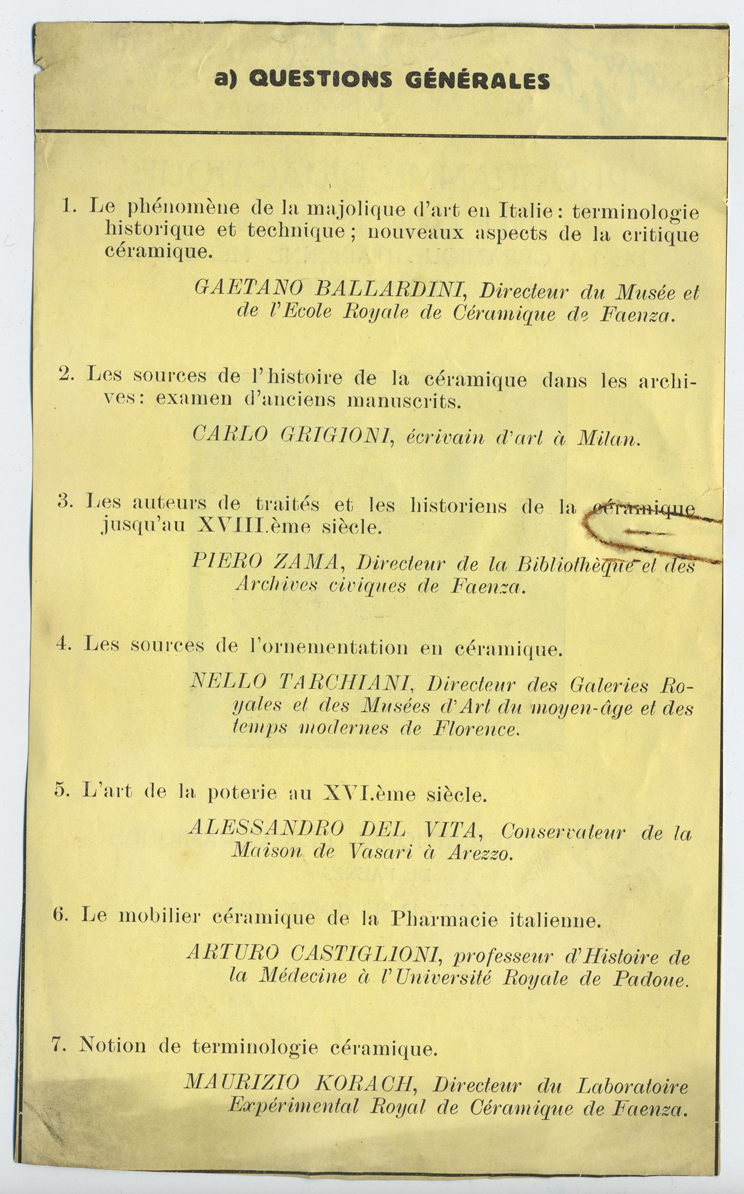 a) QUESTIONS GÉNÉRALES
1. Le phénomène de la majolique d'art en Italie : terminologie
historique et technique ; nouveaux aspects de la critique
céramique.
GAETANO BALLARDINI, Directeur du Musée et
de l'Ecole Royale de Céramique de Faenza.
2. Les sources de l'histoire de la céramique dans les archi-
ves : examen d'anciens manuscrits.
CARLO GRIGIONI, écrivain d'art à Milan.
3. Les auteurs de traités et les historiens de la céramique
jusqu'au XVIII.ème siècle.
PIERO ZAMA, Directeur de la Bibliothèque et des
Archives civiques de Faenza.
4. Les sources de l'ornementation en céramique.
NELLO TARCHIANI, Directeur des Galeries Ro-
yales et des Musées d'Art du moyen-âge et des
temps modernes de Florence.
5. L'art de la poterie au XVI.ème siècle.
ALESSANDRO DEL VITA, Conservateur de la
Maison de Vasari à Arezzo.
6. Le mobilier céramique de la Pharmacie italienne.
ARTURO CASTIGLIONI, professeur d'Histoire de
la Médecine à l'Université Royale de Padoue.
7. Notion de terminologie céramique.
MAURIZIO KORACH, Directeur du Laboratoire
Expérimental Royal de Céramique de Faenza.